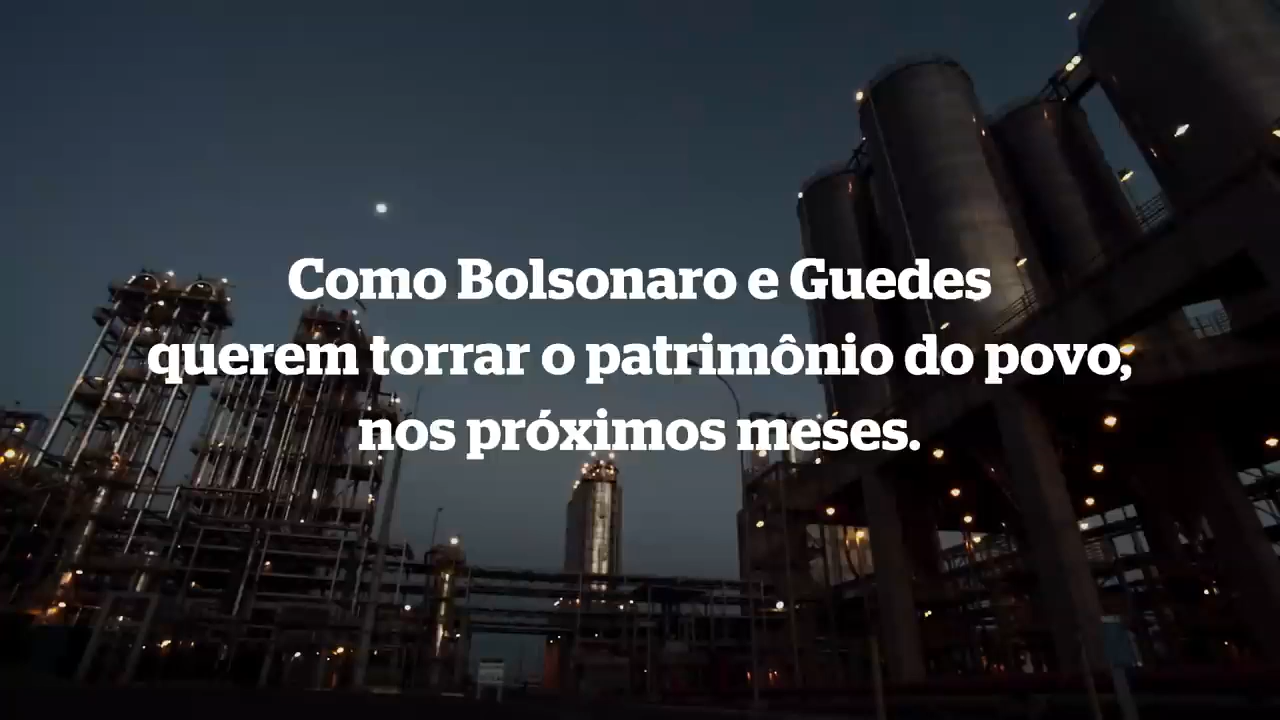 Como Bolsonaro e Guedes
querem torrar o patrimônio do povo,
nos próximos meses.